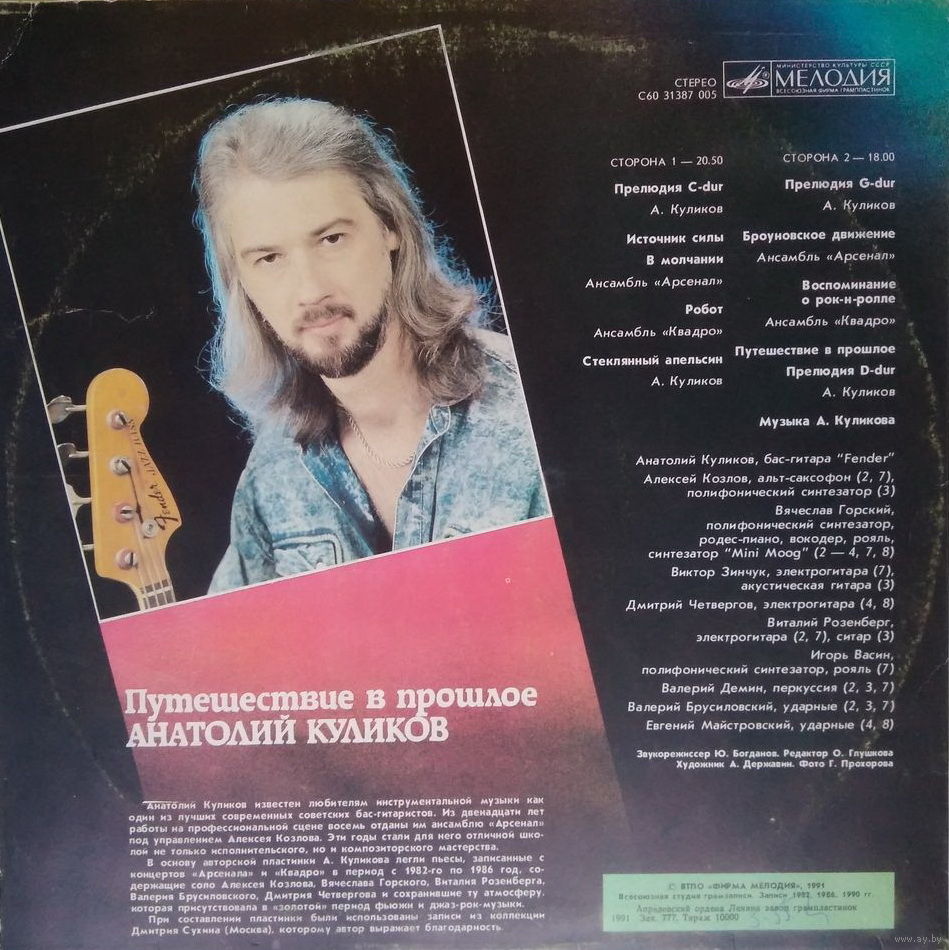 СТЕРЕО
С60 31387 005
МИНИСТЕРСТВО КУЛЬТУРЫ СССР
МЕЛОДИЯ
ВСЕСОЮЗНАЯ ФИРМА ГРАМПЛАСТИНОК
СТОРОНА 1 — 20.50
Прелюдия C-dur
А. Куликов
Источник силы
В молчании
Ансамбль «Арсенал»
Робот
Ансамбль «Квадро»
Стеклянный апельсин
А. Куликов
СТОРОНА 2 — 18.00
Прелюдия G-dur
А. Куликов
Броуновское движение
Ансамбль «Арсенал»
Воспоминание
о рок-н-ролле
Ансамбль «Квадро»
Путешествие в прошлое
Прелюдия D-dur
А. Куликов
Музыка А. Куликова
Анатолий Куликов, бас-гитара "Fender"
Алексей Козлов, альт-саксофон (2, 7),
полифонический синтезатор (3)
Вячеслав Горский,
полифонический синтезатор,
родес-пиано, вокодер, рояль,
синтезатор "Mini Moog" (2 — 4, 7, 8)
Виктор Зинчук, электрогитара (7),
акустическая гитара (3)
Дмитрий Четвергов, электрогитара (4, 8)
Виталий Розенберг,
электрогитара (2, 7), ситар (3)
Игорь Васин,
полифонический синтезатор, рояль (7)
Валерий Демин, перкуссия (2, 3, 7)
Валерий Брусиловский, ударные (2, 3, 7)
Евгений Майстровский, ударные (4, 8)
Звукорежиссер Ю. Богданов. Редактор О. Глушкова
Художник А. Державин. Фото Г. Прохорова
Fender
JAZZ BASS
Путешествие в прошлое
АНАТОЛИЙ КУЛИКОВ
Анатолий Куликов известен любителям инструментальной музыки как
один из лучших современных советских бас-гитаристов. Из двенадцати лет
работы на профессиональной сцене восемь отданы им ансамблю «Арсенал»
под управлением Алексея Козлова. Эти годы стали для него отличной шко-
лой не только исполнительского, но и композиторского мастерства.
В основу авторской пластинки А. Куликова легли пьесы, записанные с
концертов «Арсенала» и «Квадро» в период с 1982-го по 1986 год, со-
держащие соло Алексея Козлова, Вячеслава Горского, Виталия Розенберга,
Валерия Брусиловского, Дмитрия Четвергова и сохранившие ту атмосферу,
которая присутствовала в «золотой» период фьюжн и джаз-рок-музыки.
При составлении пластинки были использованы записи из коллекции
Дмитрия Сухина (Москва), которому автор выражает благодарность.
© ВТПО «ФИРМА МЕЛОДИЯ», 1991
Всесоюзная студия грамзаписи. Записи 1982, 1986, 1990 гг.
Апрелевский ордена Ленина завод грампластинок
1991 Зак. 777. Тираж 10000
www.ay.by